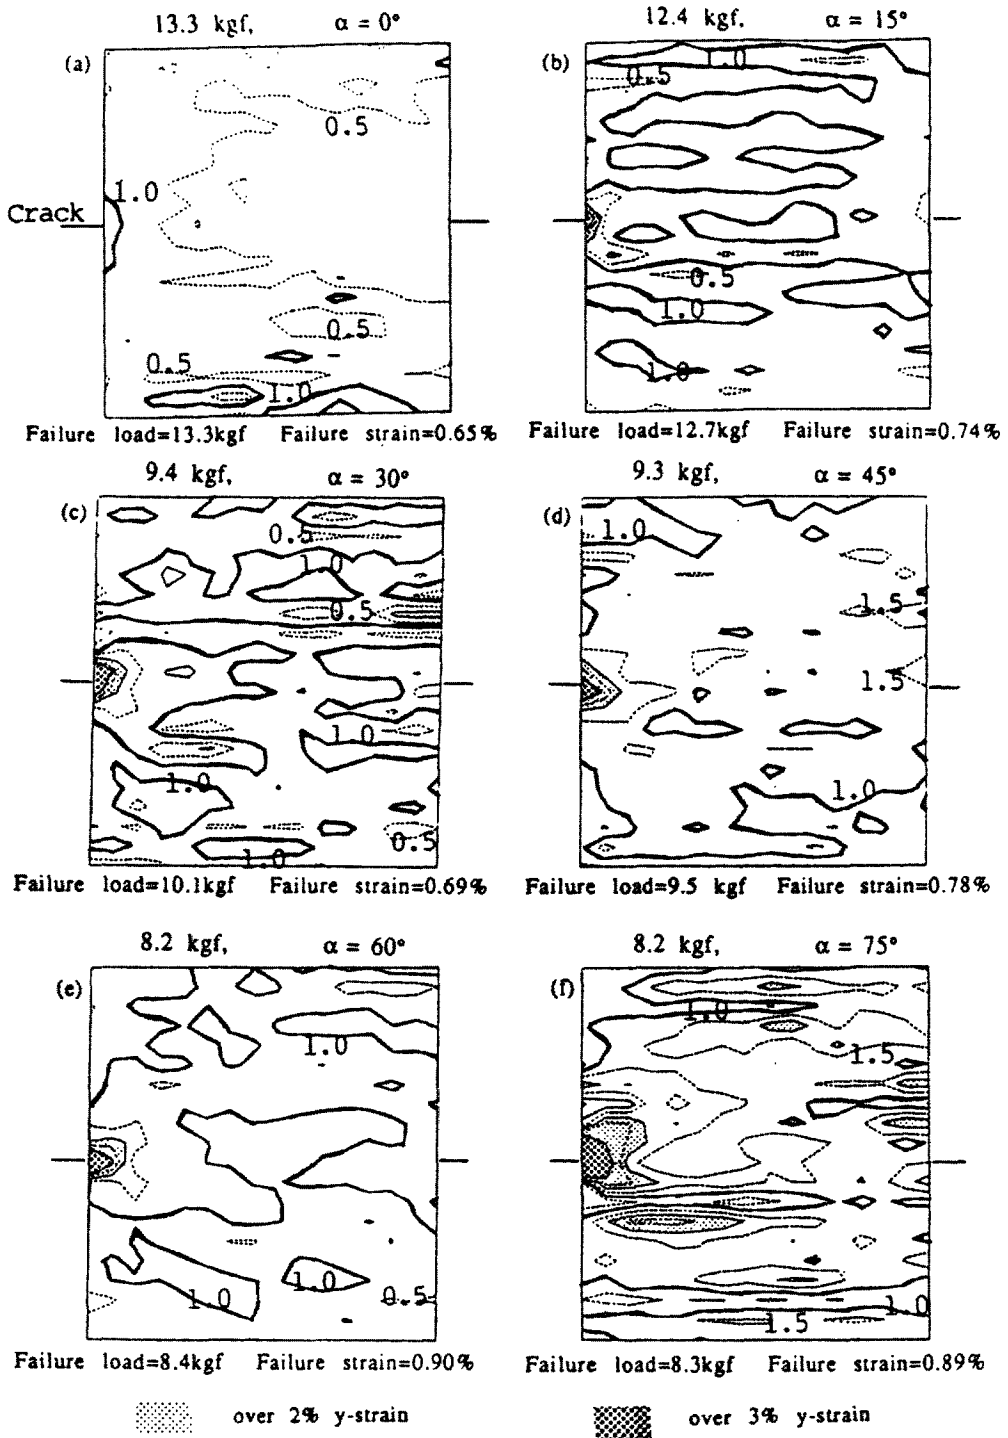 13.3 kgf, α = 0°
12.4 kgf, α = 15°
(a)
0.5
1.0
Crack
0.5
0.5
1.0
Failure load=13.3kgf Failure strain=0.65%
(b)
1.0
0.5
0.5
1.0
1.0
Failure load=12.7kgf Failure strain=0.74%
9.4 kgf, α = 30°
9.3 kgf, α = 45°
(c)
0.5
1.0
0.5
1.0
1.0
0.5
1.0
Failure load=10.1kgf Failure strain=0.69%
(d)
1.0
1.5
1.5
1.0
Failure load=9.5 kgf Failure strain=0.78%
8.2 kgf, α = 60°
8.2 kgf, α = 75°
(e)
1.0
1.0
1.0
0.5
Failure load=8.4kgf Failure strain=0.90%
(f)
1.0
1.5
1.0
1.5
Failure load=8.3kgf Failure strain=0.89%
over 2% y-strain
over 3% y-strain